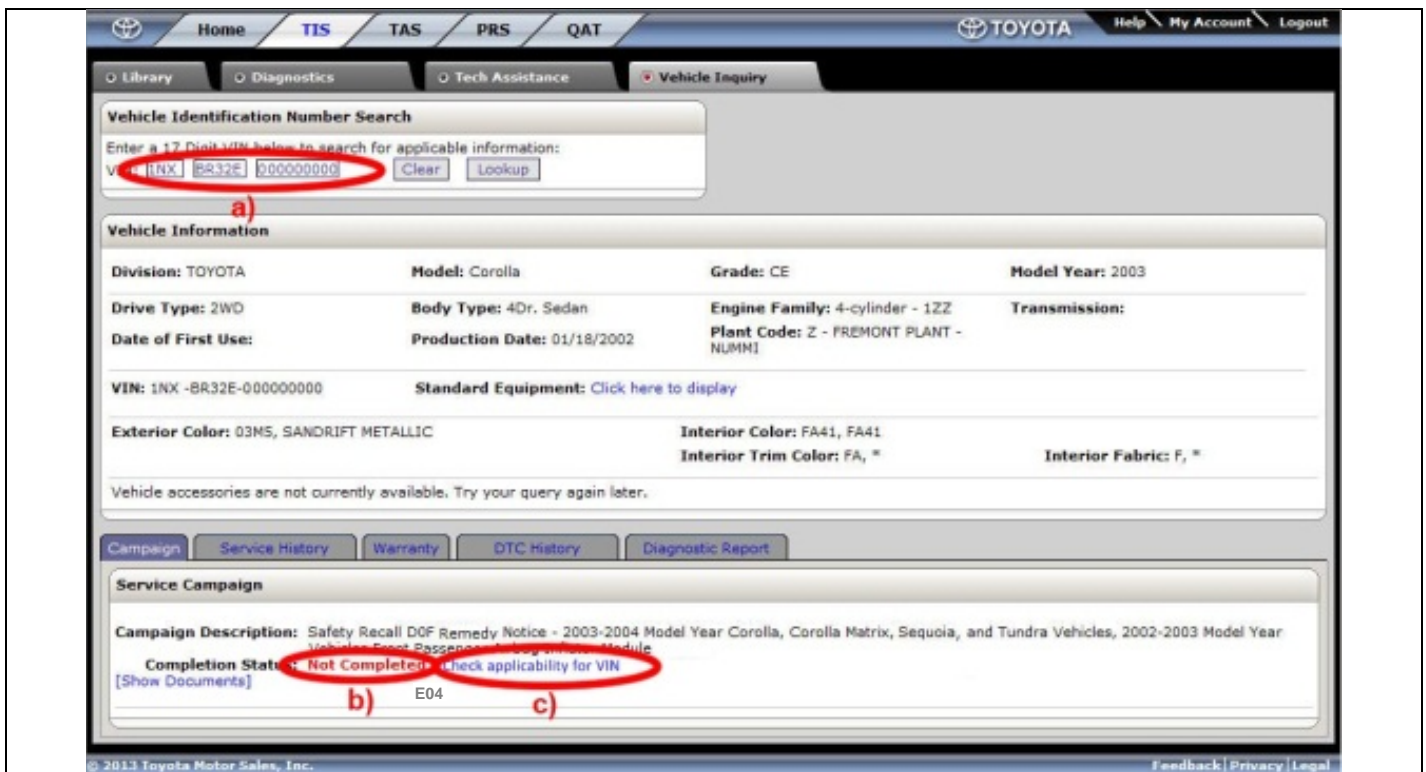 Home TIS TAS PRS QAT TOYOTA Help My Account Logout
Library Diagnostics Tech Assistance Vehicle Inquiry
Vehicle Identification Number Search
Enter a 17 Digit VIN below to search for applicable information:
1NX BR32E 000000000 Clear Lookup
a)
Vehicle Information
Division: TOYOTA Model: Corolla Grade: CE Model Year: 2003
Drive Type: 2WD Body Type: 4Dr. Sedan Engine Family: 4-cylinder - 1ZZ Transmission:
Date of First Use: Production Date: 01/18/2002 Plant Code: Z - FREMONT PLANT -
NUMMI
VIN: 1NX -BR32E-000000000 Standard Equipment: Click here to display
Exterior Color: 03M5, SANDRIFT METALLIC Interior Color: FA41, FA41
Interior Trim Color: FA, * Interior Fabric: F, *
Vehicle accessories are not currently available. Try your query again later.
Campaign Service History Warranty DTC History Diagnostic Report
Service Campaign
Campaign Description: Safety Recall D0F Remedy Notice - 2003-2004 Model Year Corolla, Corolla Matrix, Sequoia, and Tundra Vehicles, 2002-2003 Model Year
Vehicles Front Passenger Module
Completion Status: Not Completed Check applicability for VIN
[Show Documents]
b) E04 c)
© 2013 Toyota Motor Sales, Inc. Feedback | Privacy | Legal